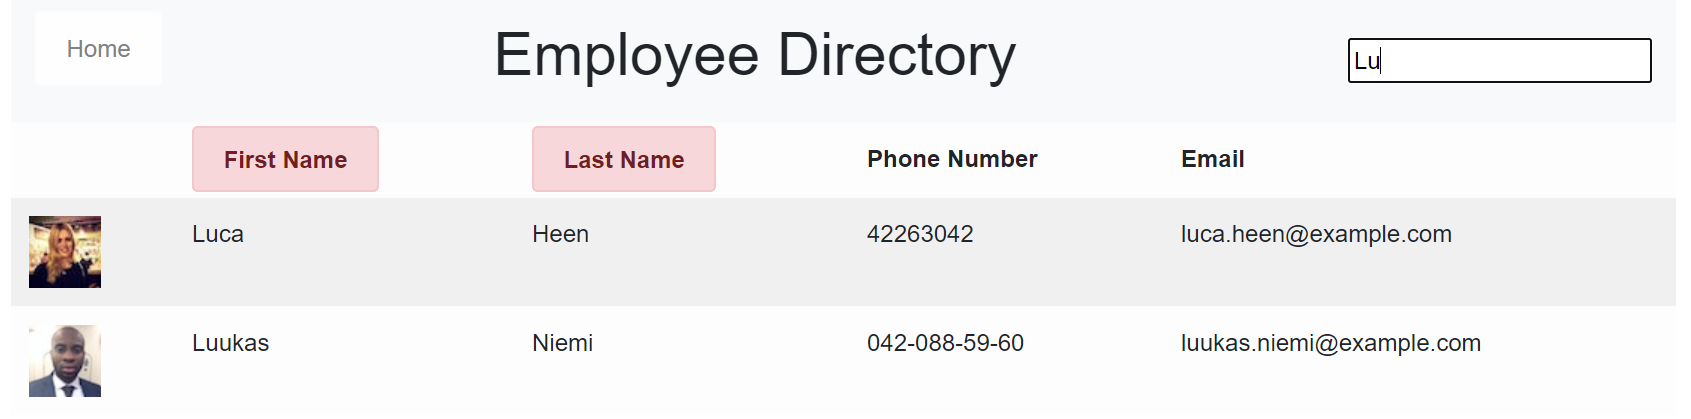 Home
Employee Directory
Lu
First Name Last Name Phone Number Email
Luca Heen 42263042 luca.heen@example.com
Luukas Niemi 042-088-59-60 luukas.niemi@example.com